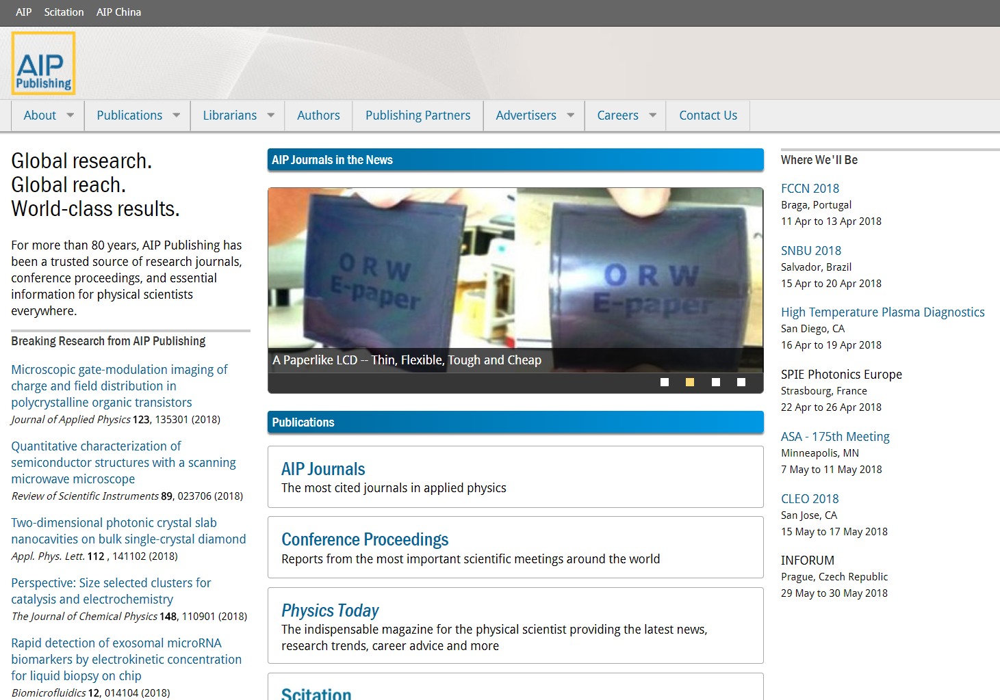 AIP Scitation AIP China
AIP
Publishing
About Publications Librarians Authors Publishing Partners Advertisers Careers Contact Us
Global research.
Global reach.
World-class results.
For more than 80 years, AIP Publishing has
been a trusted source of research journals,
conference proceedings, and essential
information for physical scientists
everywhere.
Breaking Research from AIP Publishing
Microscopic gate-modulation imaging of
charge and field distribution in
polycrystalline organic transistors
Journal of Applied Physics 123, 135301 (2018)
Quantitative characterization of
semiconductor structures with a scanning
microwave microscope
Review of Scientific Instruments 89, 023706 (2018)
Two-dimensional photonic crystal slab
nanocavities on bulk single-crystal diamond
Appl. Phys. Lett. 112 , 141102 (2018)
Perspective: Size selected clusters for
catalysis and electrochemistry
The Journal of Chemical Physics 148, 110901 (2018)
Rapid detection of exosomal microRNA
biomarkers by electrokinetic concentration
for liquid biopsy on chip
Biomicrofluidics 12, 014104 (2018)
AIP Journals in the News
O R W
E-paper
O R W
E-paper
A Paperlike LCD -- Thin, Flexible, Tough and Cheap
Publications
AIP Journals
The most cited journals in applied physics
Conference Proceedings
Reports from the most important scientific meetings around the world
Physics Today
The indispensable magazine for the physical scientist providing the latest news,
research trends, career advice and more
Scitation
Where We'll Be
FCCN 2018
Braga, Portugal
11 Apr to 13 Apr 2018
SNBU 2018
Salvador, Brazil
15 Apr to 20 Apr 2018
High Temperature Plasma Diagnostics
San Diego, CA
16 Apr to 19 Apr 2018
SPIE Photonics Europe
Strasbourg, France
22 Apr to 26 Apr 2018
ASA - 175th Meeting
Minneapolis, MN
7 May to 11 May 2018
CLEO 2018
San Jose, CA
15 May to 17 May 2018
INFORUM
Prague, Czech Republic
29 May to 30 May 2018